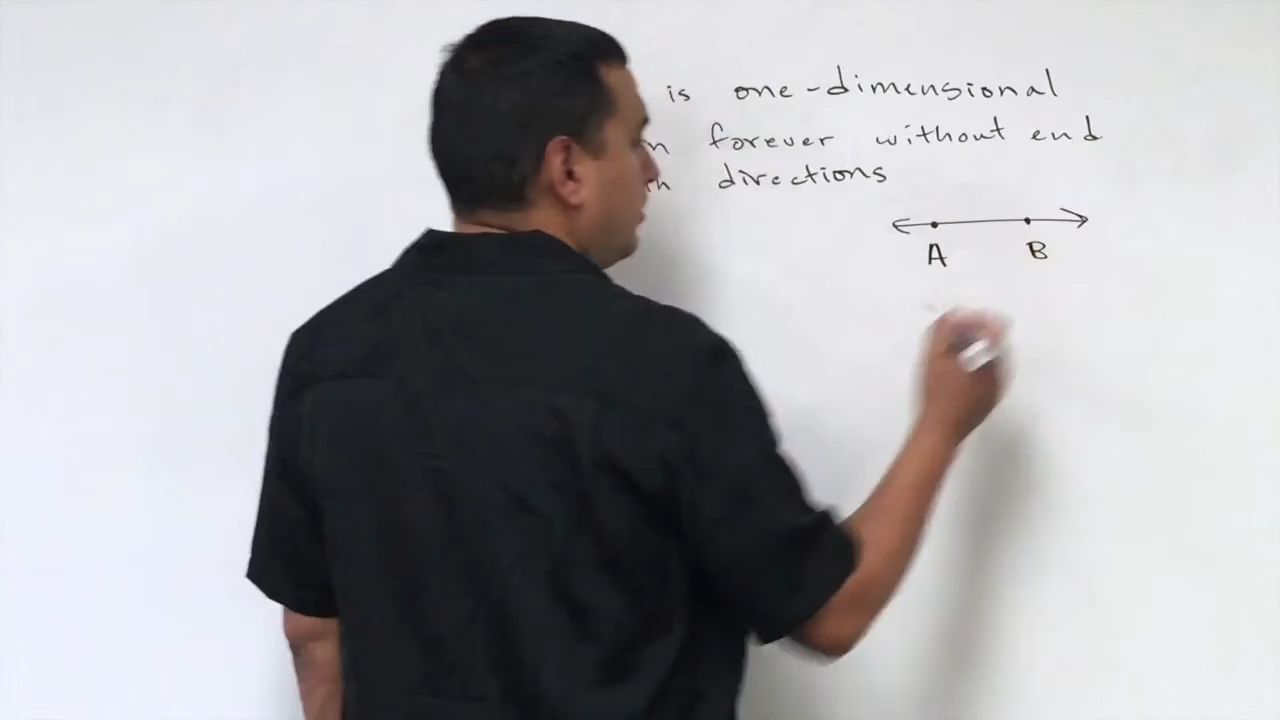 is one-dimensional
forever without end
directions
A B